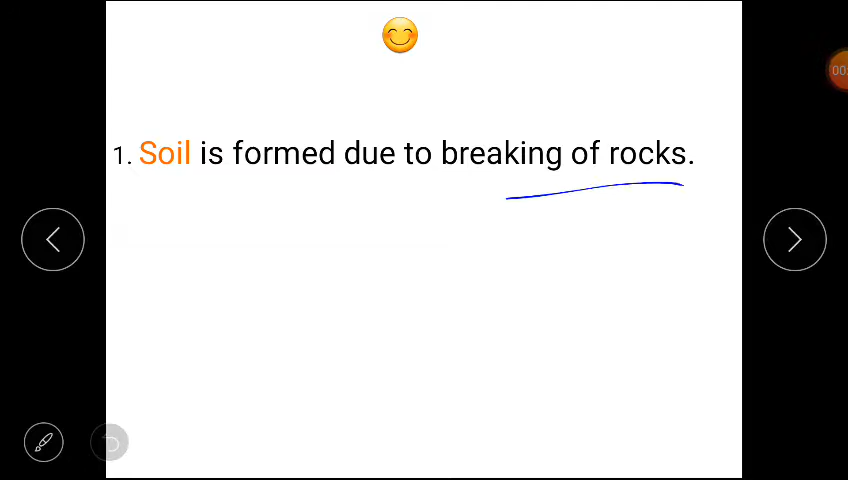 1. Soil is formed due to breaking of rocks.